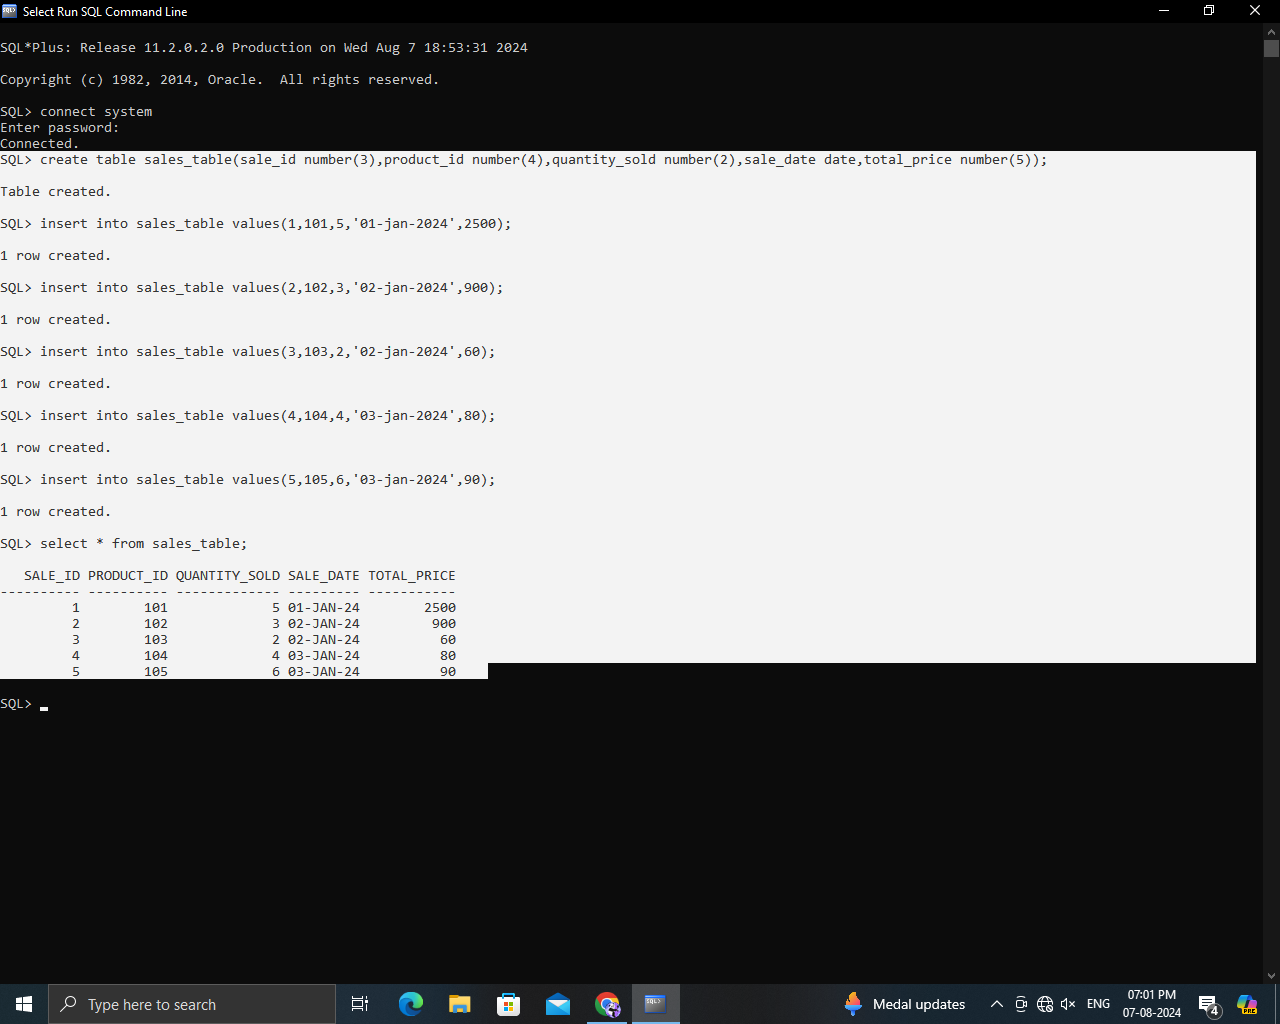 Select Run SQL Command Line
SQL*Plus: Release 11.2.0.2.0 Production on Wed Aug 7 18:53:31 2024
Copyright (c) 1982, 2014, Oracle.  All rights reserved.
SQL> connect system
Enter password:
Connected.
SQL> create table sales_table(sale_id number(3),product_id number(4),quantity_sold number(2),sale_date date,total_price number(5));
Table created.
SQL> insert into sales_table values(1,101,5,'01-jan-2024',2500);
1 row created.
SQL> insert into sales_table values(2,102,3,'02-jan-2024',900);
1 row created.
SQL> insert into sales_table values(3,103,2,'02-jan-2024',60);
1 row created.
SQL> insert into sales_table values(4,104,4,'03-jan-2024',80);
1 row created.
SQL> insert into sales_table values(5,105,6,'03-jan-2024',90);
1 row created.
SQL> select * from sales_table;
   SALE_ID PRODUCT_ID QUANTITY_SOLD SALE_DATE TOTAL_PRICE
---------- ---------- ------------- --------- -----------
         1        101             5 01-JAN-24        2500
         2        102             3 02-JAN-24         900
         3        103             2 02-JAN-24          60
         4        104             4 03-JAN-24          80
         5        105             6 03-JAN-24          90
SQL>
Type here to search
Medal updates
ENG
07:01 PM
07-08-2024
4